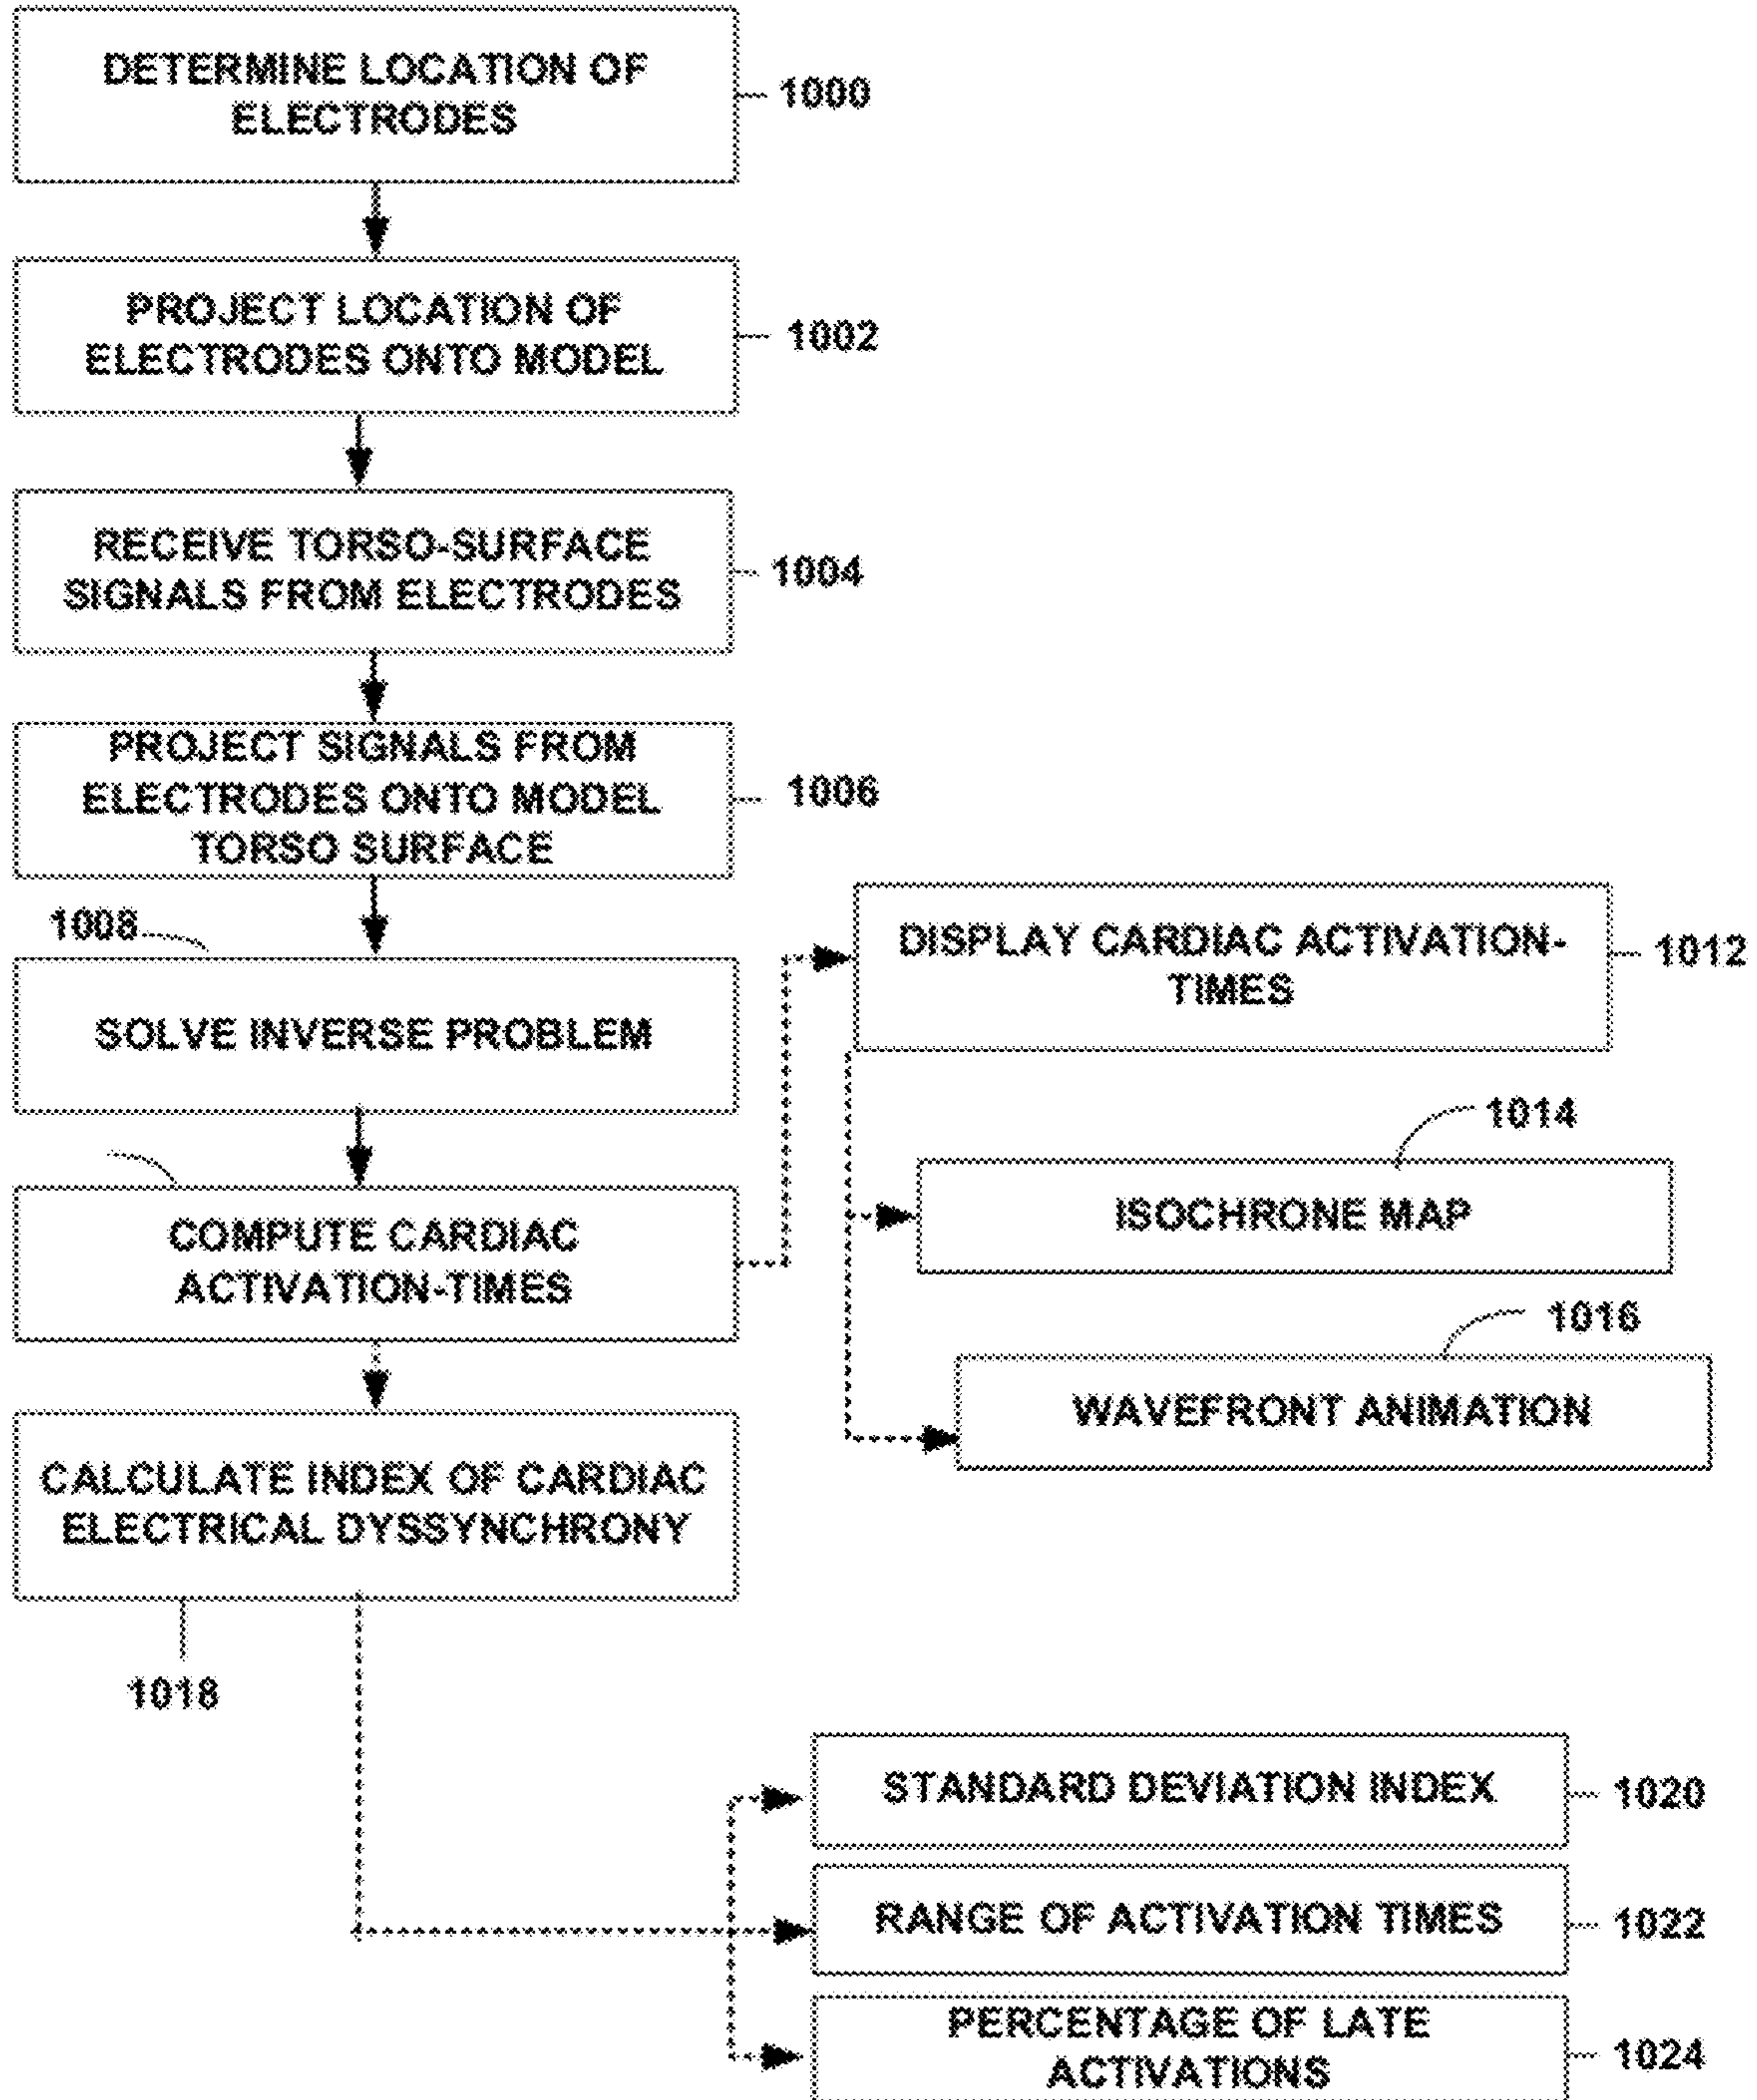 DETERMINE LOCATION OF
ELECTRODES
1000
PROJECT LOCATION OF
ELECTRODES ONTO MODEL
1002
RECEIVE TORSO-SURFACE
SIGNALS FROM ELECTRODES
1004
PROJECT SIGNALS FROM
ELECTRODES ONTO MODEL
TORSO SURFACE
1006
1008
SOLVE INVERSE PROBLEM
COMPUTE CARDIAC
ACTIVATION-TIMES
DISPLAY CARDIAC ACTIVATION-
TIMES
1012
1014
ISOCHRONE MAP
1016
WAVEFRONT ANIMATION
CALCULATE INDEX OF CARDIAC
ELECTRICAL DYSSYNCHRONY
1018
STANDARD DEVIATION INDEX
1020
RANGE OF ACTIVATION TIMES
1022
PERCENTAGE OF LATE
ACTIVATIONS
1024